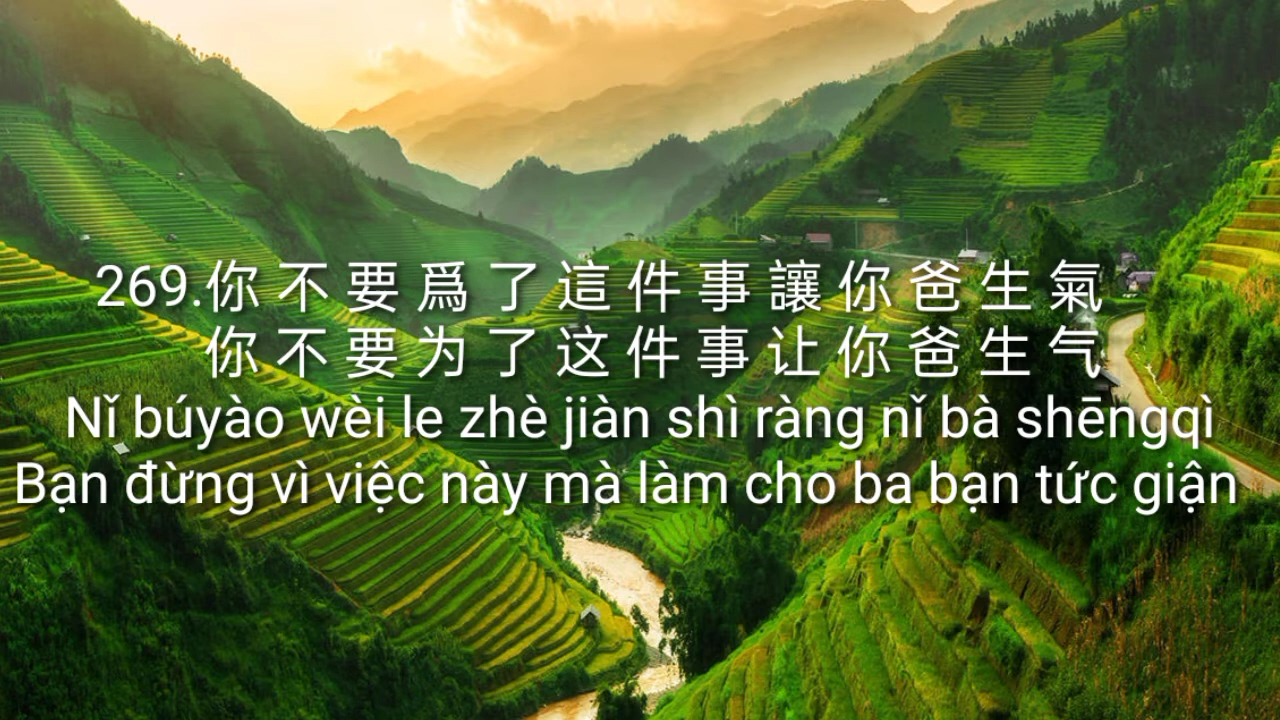 269.你不要爲了這件事讓你爸生氣
你不要为了这件事让你爸生气
Nǐ búyào wèi le zhè jiàn shì ràng nǐ bà shēngqì
Bạn đừng vì việc này mà làm cho ba bạn tức giận